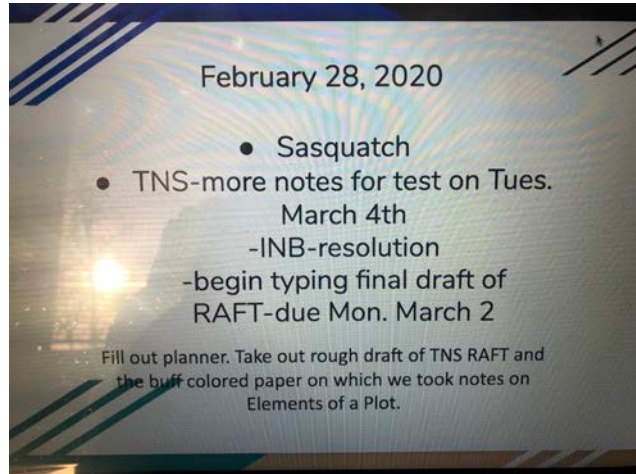 February 28, 2020
● Sasquatch
● TNS-more notes for test on Tues.
March 4th
-INB-resolution
-begin typing final draft of
RAFT-due Mon. March 2
Fill out planner. Take out rough draft of TNS RAFT and
the buff colored paper on which we took notes on
Elements of a Plot.